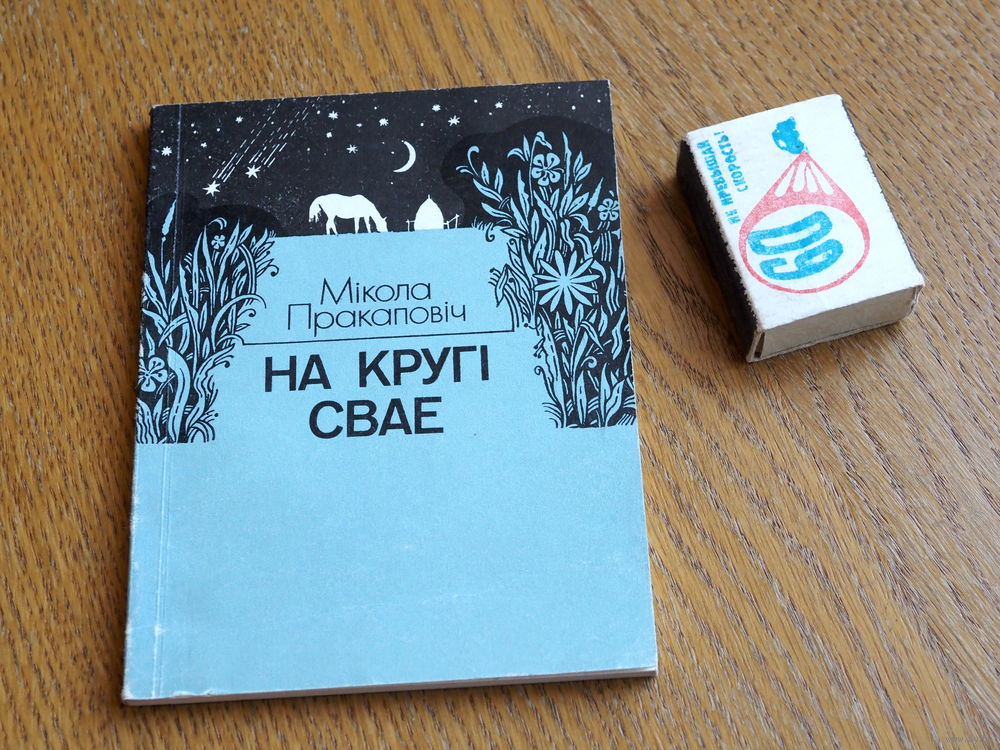 Мікола
Пракаповіч
НА КРУГІ
СВАЕ
НЕ ПРЕВЫШАЙ
СКОРОСТЬ!
60